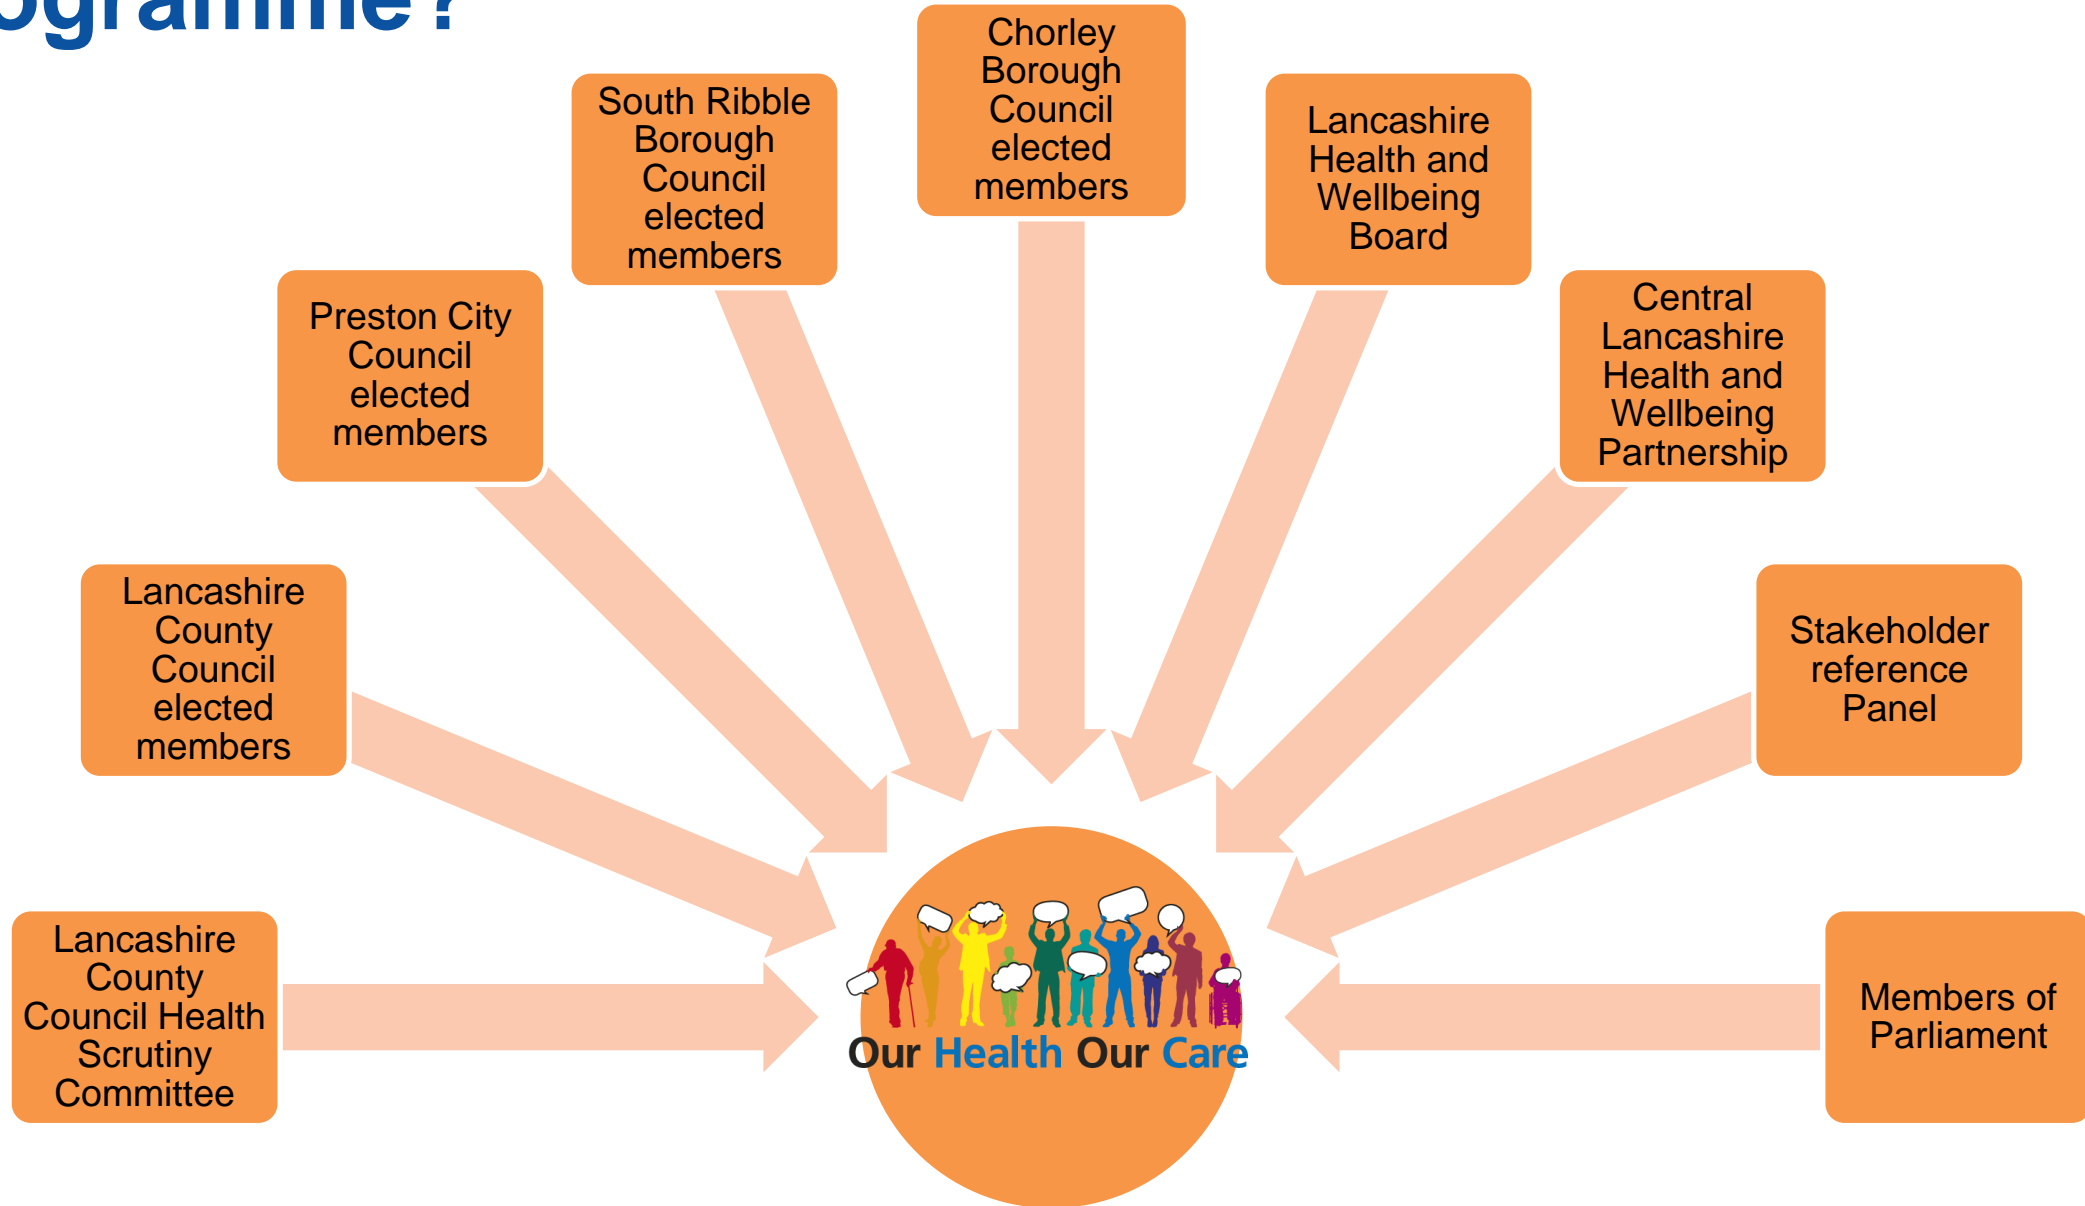 ogramme?
Chorley
Borough
Council
elected
members
South Ribble
Borough
Council
elected
members
Lancashire
Health and
Wellbeing
Board
Preston City
Council
elected
members
Central
Lancashire
Health and
Wellbeing
Partnership
Lancashire
County
Council
elected
members
Stakeholder
reference
Panel
Lancashire
County
Council Health
Scrutiny
Committee
Members of
Parliament
Our Health Our Care